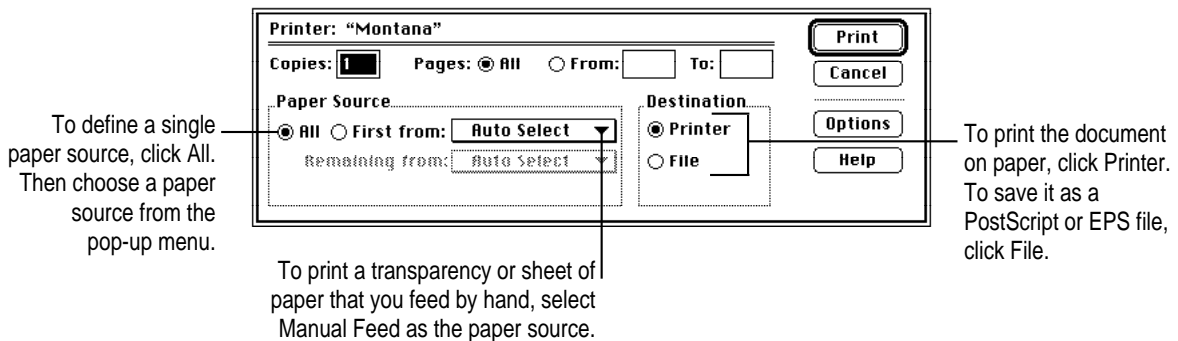 Printer: “Montana”
Print
Copies: 1 Pages: All From: To:
Cancel
Paper Source
Destination
All First from: Auto Select
Printer
Options
Remaining from: Auto Select
File
Help
To define a single
paper source, click All.
Then choose a paper
source from the
pop-up menu.
To print the document
on paper, click Printer.
To save it as a
PostScript or EPS file,
click File.
To print a transparency or sheet of
paper that you feed by hand, select
Manual Feed as the paper source.